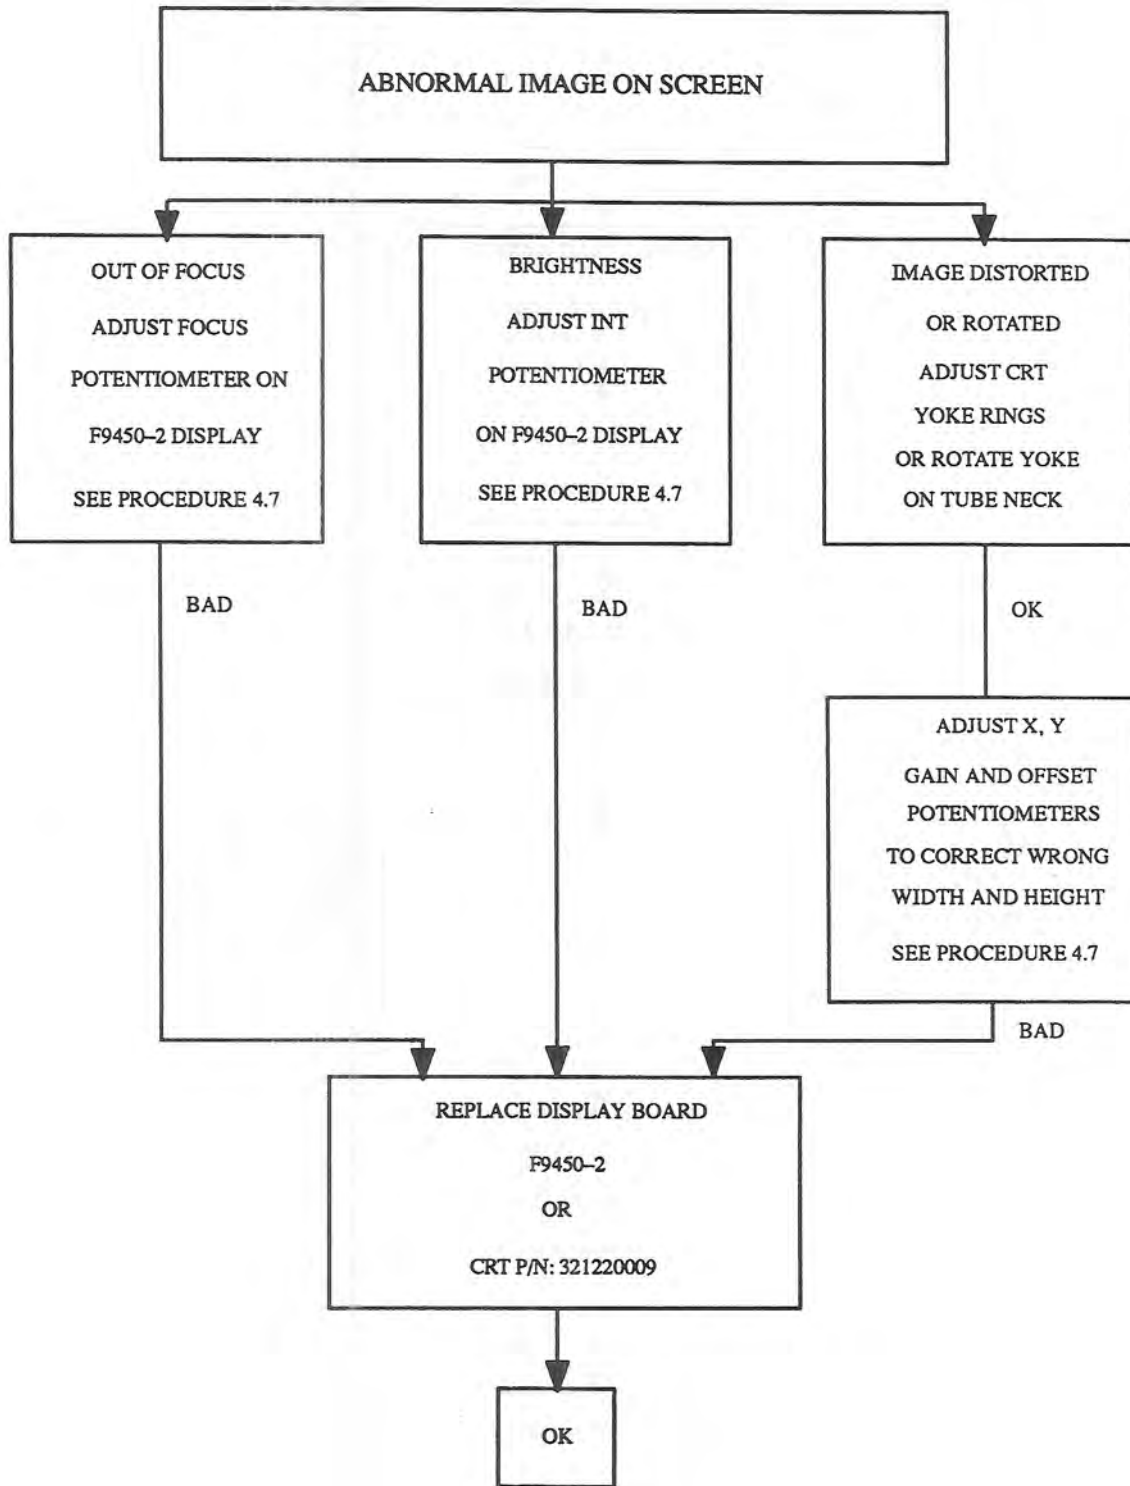 ABNORMAL IMAGE ON SCREEN
OUT OF FOCUS
ADJUST FOCUS
POTENTIOMETER ON
F9450–2 DISPLAY
SEE PROCEDURE 4.7
BRIGHTNESS
ADJUST INT
POTENTIOMETER
ON F9450–2 DISPLAY
SEE PROCEDURE 4.7
IMAGE DISTORTED
OR ROTATED
ADJUST CRT
YOKE RINGS
OR ROTATE YOKE
ON TUBE NECK
BAD
BAD
OK
ADJUST X, Y
GAIN AND OFFSET
POTENTIOMETERS
TO CORRECT WRONG
WIDTH AND HEIGHT
SEE PROCEDURE 4.7
BAD
REPLACE DISPLAY BOARD
F9450–2
OR
CRT P/N: 321220009
OK